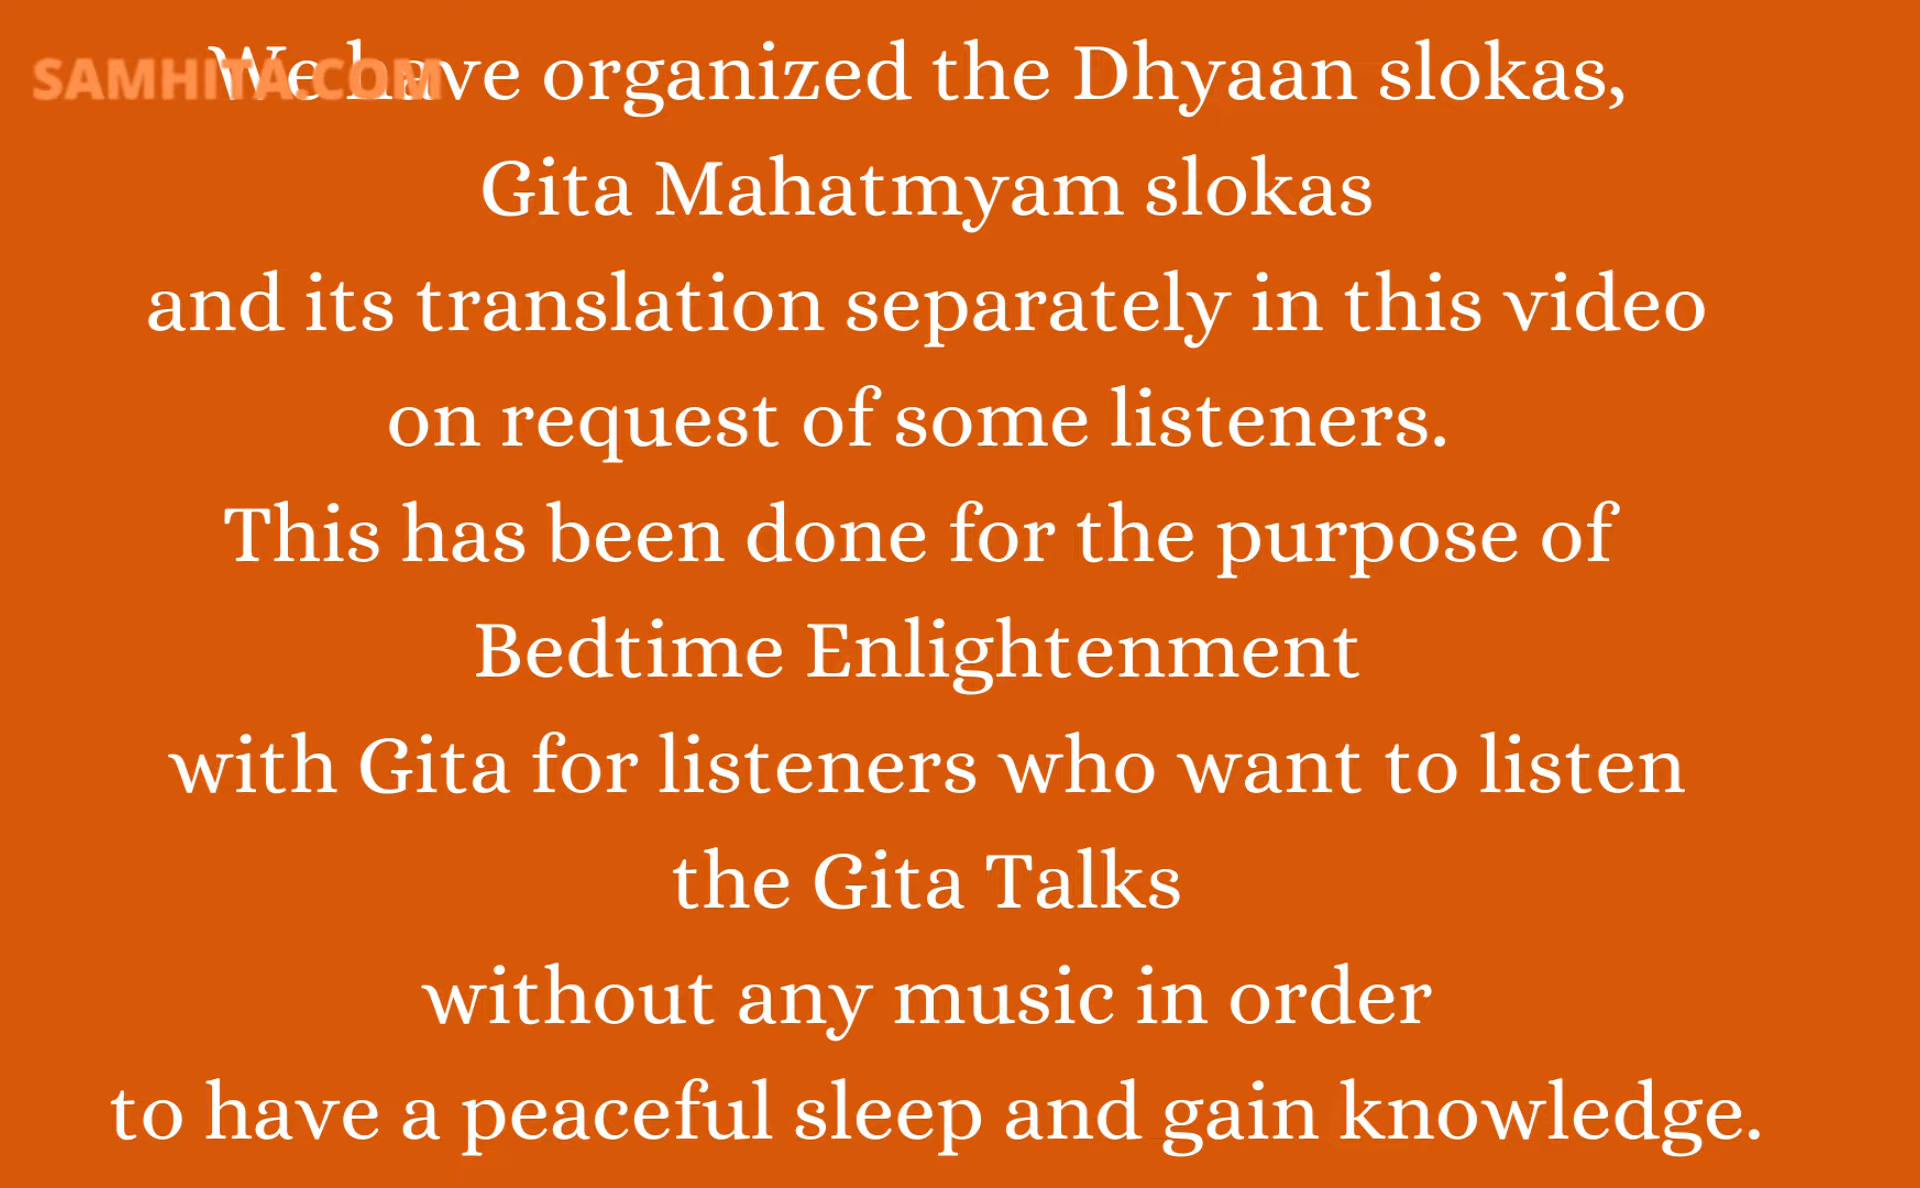 SAMHITA.COM
We have organized the Dhyaan slokas,
Gita Mahatmyam slokas
and its translation separately in this video
on request of some listeners.
This has been done for the purpose of
Bedtime Enlightenment
with Gita for listeners who want to listen
the Gita Talks
without any music in order
to have a peaceful sleep and gain knowledge.